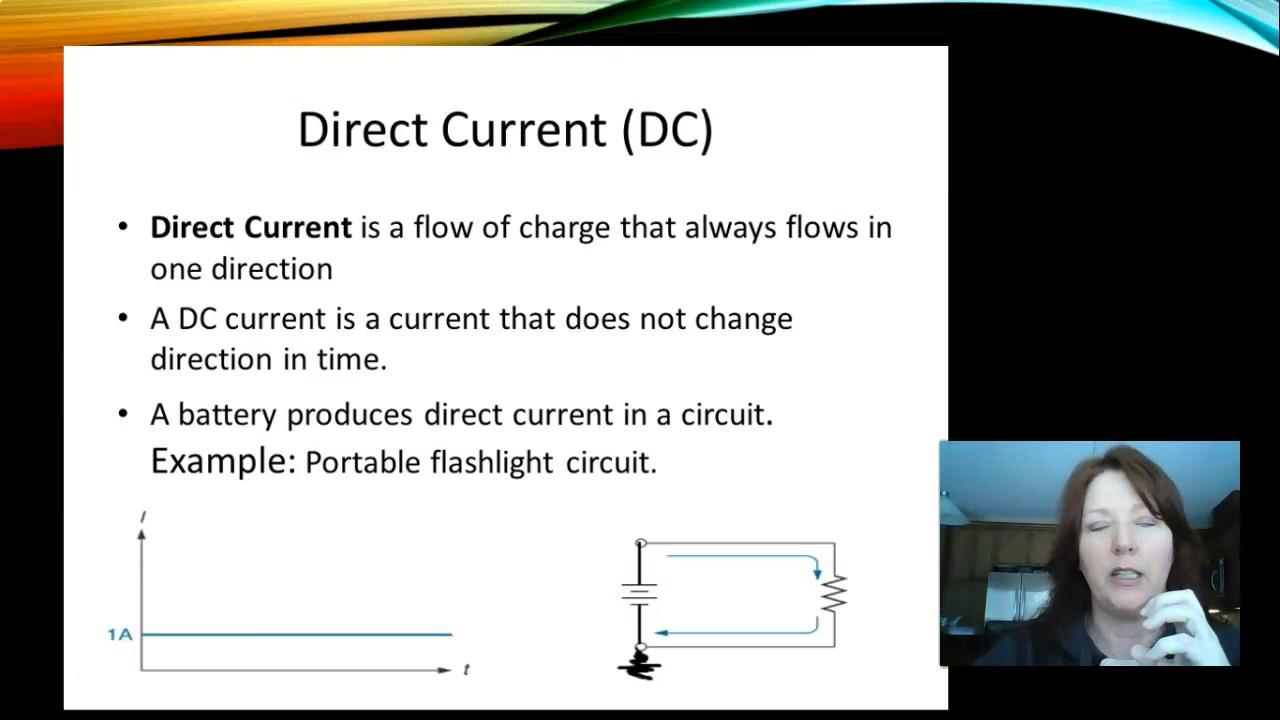 Direct Current (DC)
• Direct Current is a flow of charge that always flows in
one direction
• A DC current is a current that does not change
direction in time.
• A battery produces direct current in a circuit.
Example: Portable flashlight circuit.
I
1A
t